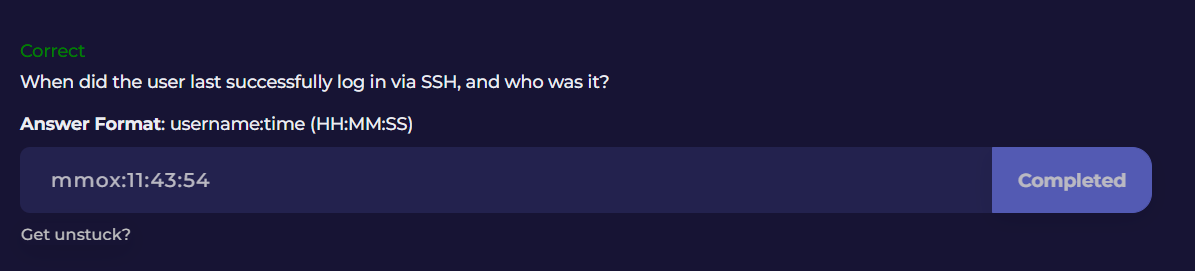 Correct
When did the user last successfully log in via SSH, and who was it?
Answer Format: username:time (HH:MM:SS)
mmox:11:43:54
Completed
Get unstuck?